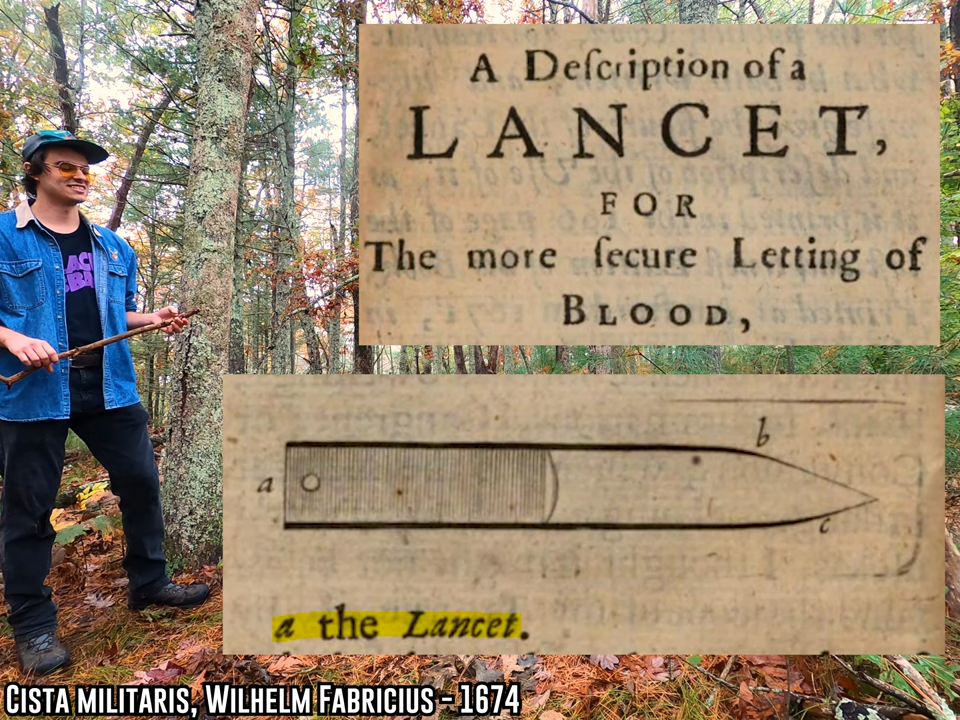 A Deſcription of a
LANCET,
FOR
The more ſecure Letting of
BLOOD,
a
b
c
a the Lancet.
CISTA MILITARIS, WILHELM FABRICIUS - 1674